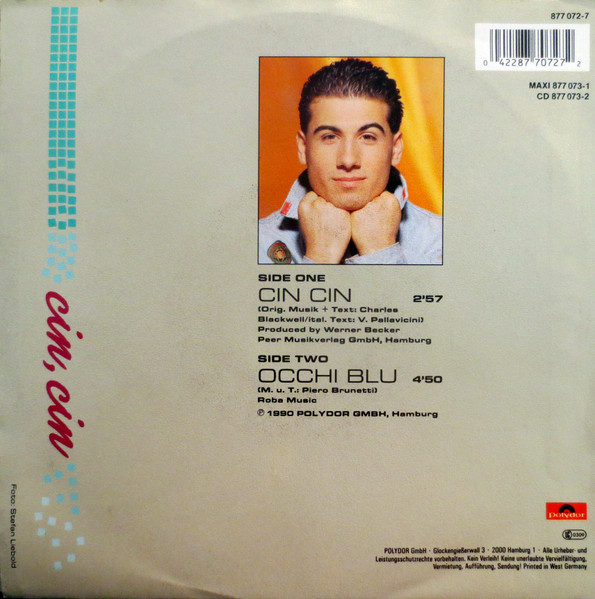 877 072-7
0 42287 70727 2
MAXI 877 073-1
CD 877 073-2
SIDE ONE
CIN CIN 2'57
(Orig. Musik + Text: Charles
Blackwell/ital. Text: V. Pallavicini)
Produced by Werner Becker
Peer Musikverlag GmbH, Hamburg
SIDE TWO
OCCHI BLU 4'50
(M. u. T.: Piero Brunetti)
Roba Music
℗ 1990 POLYDOR GMBH, Hamburg
cin, cin
Foto: Stefan Liebold
Polydor
LC 0309
POLYDOR GmbH · Glockengießerwall 3 · 2000 Hamburg 1 · Alle Urheber- und
Leistungsschutzrechte vorbehalten. Kein Verleih! Keine unerlaubte Vervielfältigung,
Vermietung, Aufführung, Sendung! Printed in West Germany